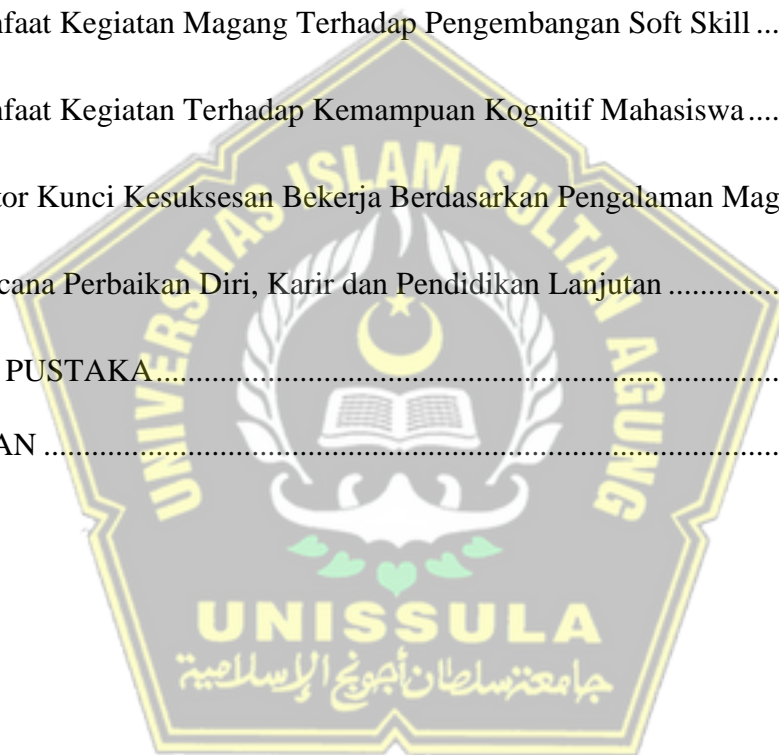 nfaat Kegiatan Magang Terhadap Pengembangan Soft Skill ...
nfaat Kegiatan Terhadap Kemampuan Kognitif Mahasiswa ....
tor Kunci Kesuksesan Bekerja Berdasarkan Pengalaman Mag
cana Perbaikan Diri, Karir dan Pendidikan Lanjutan ...............
PUSTAKA.................................................................................
AN ..............................................................................................
UNIVERSITAS ISLAM SULTAN AGUNG
UNISSULA
جامعة سلطان أجونج الإسلامية